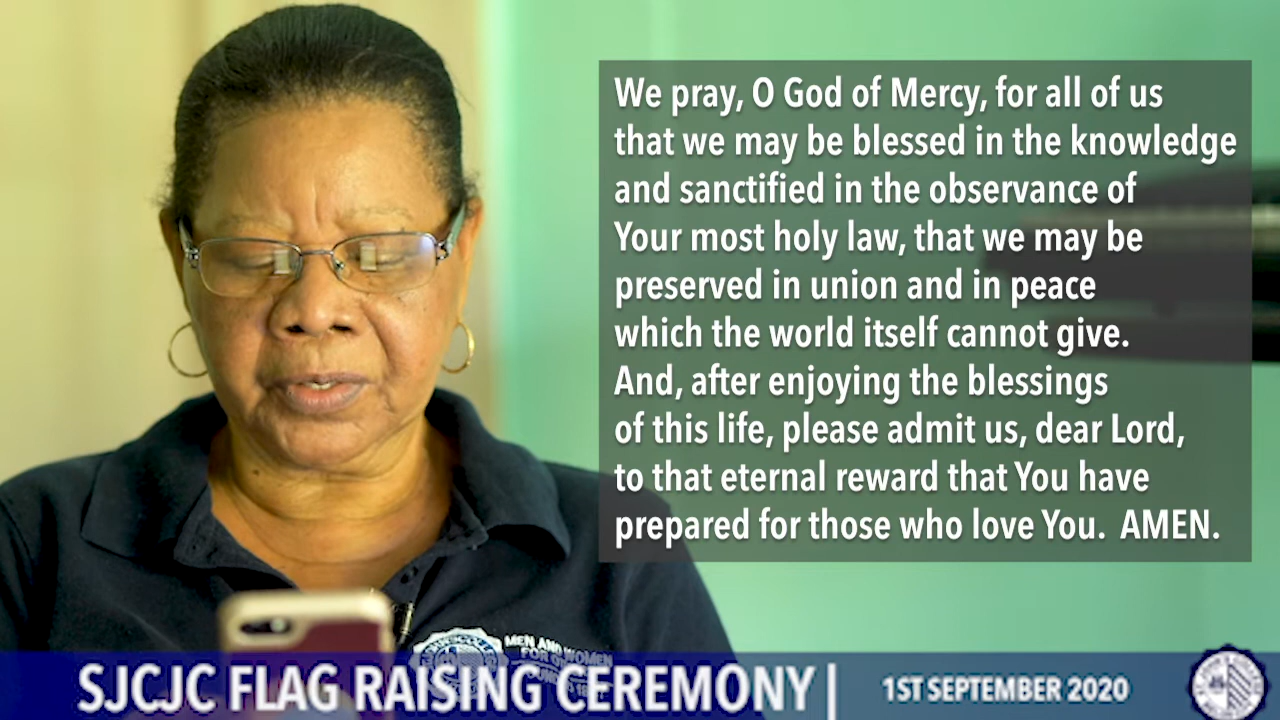 We pray, O God of Mercy, for all of us
that we may be blessed in the knowledge
and sanctified in the observance of
Your most holy law, that we may be
preserved in union and in peace
which the world itself cannot give.
And, after enjoying the blessings
of this life, please admit us, dear Lord,
to that eternal reward that You have
prepared for those who love You. AMEN.
MEN AND WOMEN
FOR
SJCJC FLAG RAISING CEREMONY|
1ST SEPTEMBER 2020